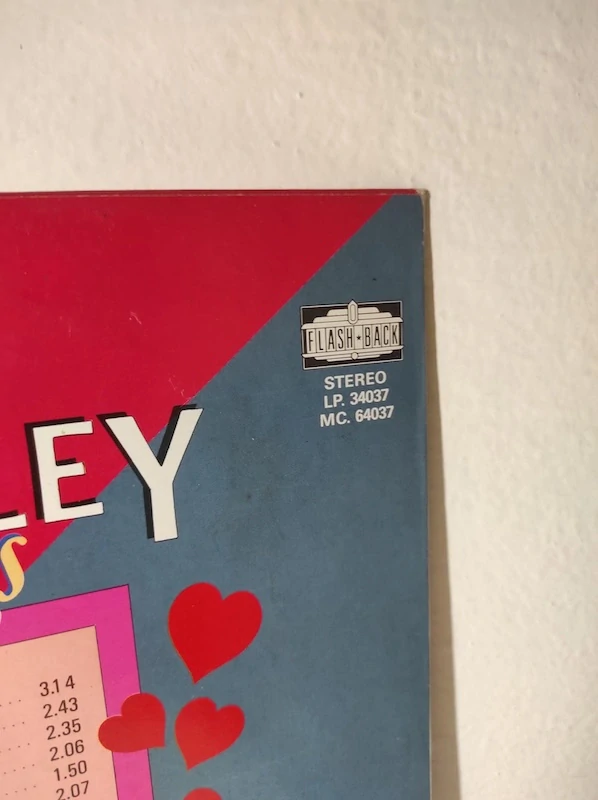 FLASH★BACK
STEREO
LP. 34037
MC. 64037
LEY
S
3.14
2.43
2.35
2.06
1.50
2.07